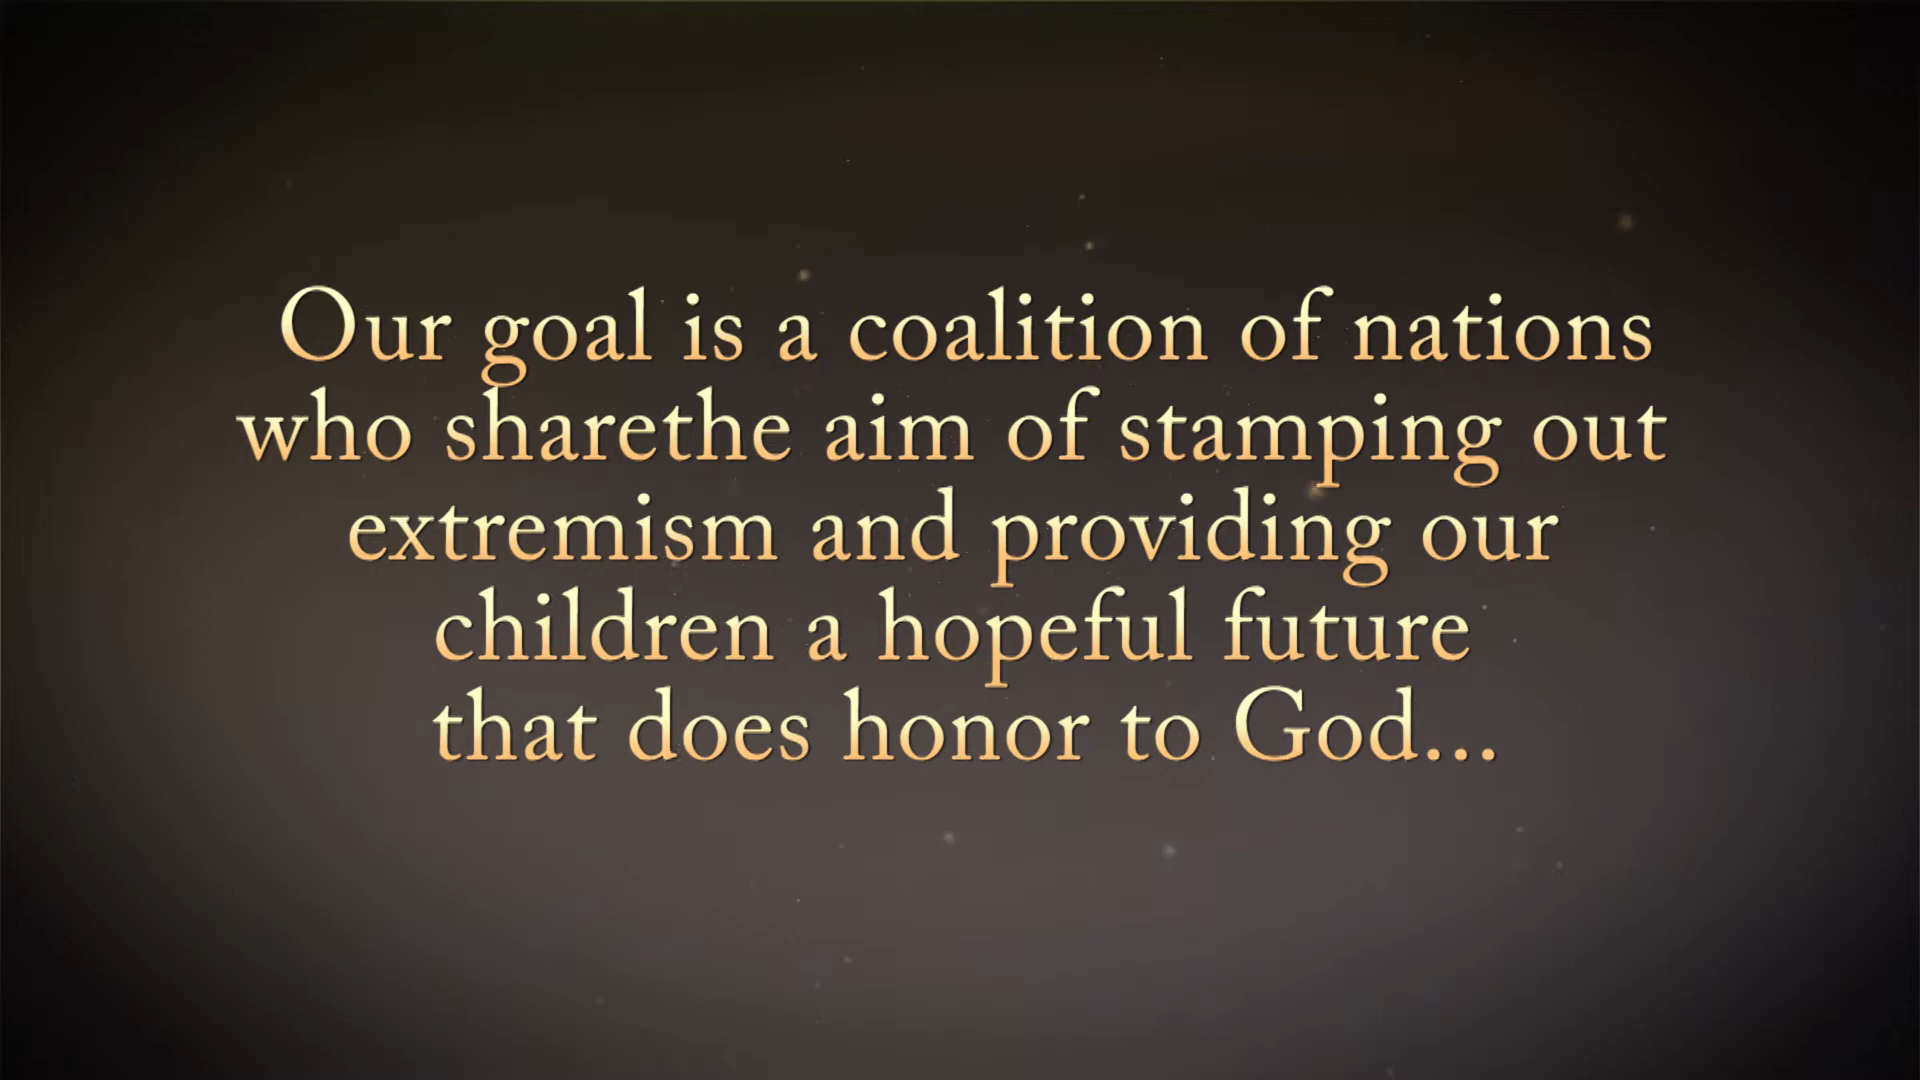 Our goal is a coalition of nations
who sharethe aim of stamping out
extremism and providing our
children a hopeful future
that does honor to God...